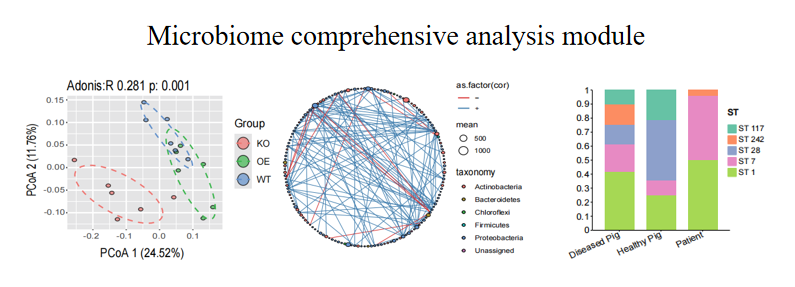 Microbiome comprehensive analysis module
Adonis:R 0.281 p: 0.001
PCoA 2 (11.76%)
0.15
0.10
0.05
0.00
-0.05
-0.10
-0.2
-0.1
0.0
0.1
PCoA 1 (24.52%)
Group
KO
OE
WT
as.factor(cor)
-
+
mean
500
1000
taxonomy
Actinobacteria
Bacteroidetes
Chloroflexi
Firmicutes
Proteobacteria
Unassigned
1
0.9
0.8
0.7
0.6
0.5
0.4
0.3
0.2
0.1
0
Diseased Pig
Healthy Pig
Patient
ST
ST 117
ST 242
ST 28
ST 7
ST 1